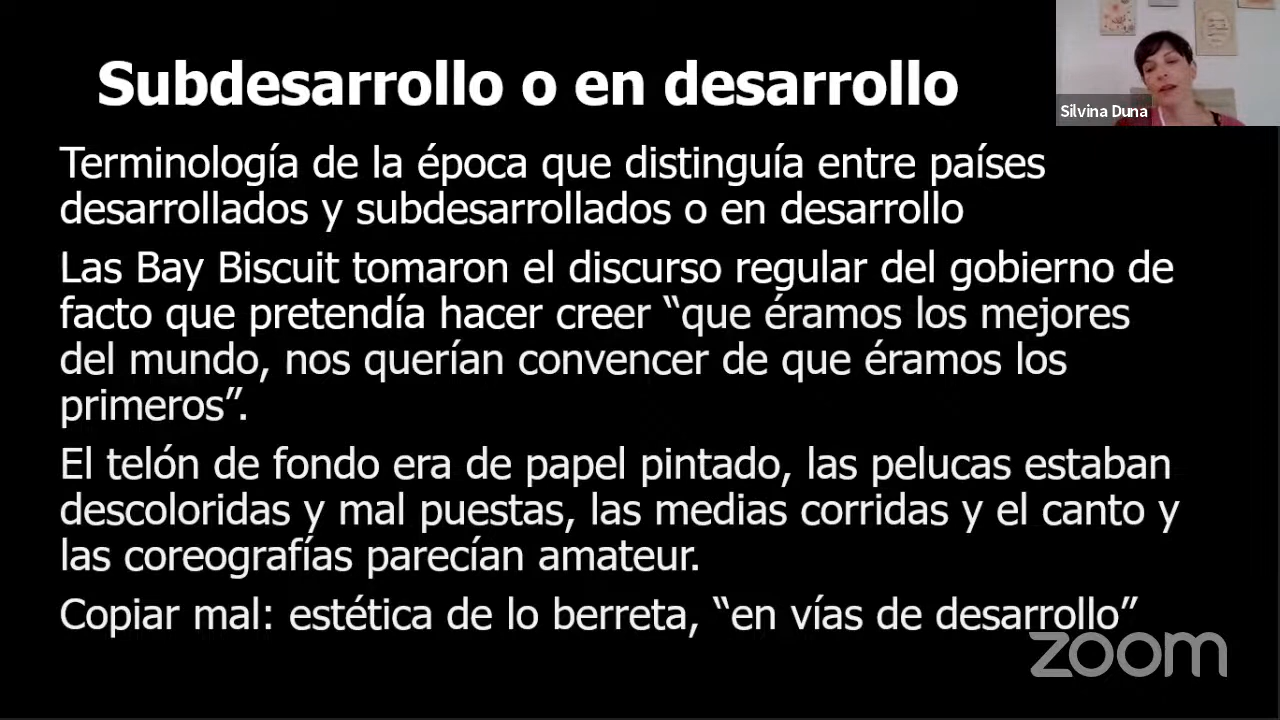 Subdesarrollo o en desarrollo
Silvina Duna
Terminología de la época que distinguía entre países
desarrollados y subdesarrollados o en desarrollo
Las Bay Biscuit tomaron el discurso regular del gobierno de
facto que pretendía hacer creer “que éramos los mejores
del mundo, nos querían convencer de que éramos los
primeros”.
El telón de fondo era de papel pintado, las pelucas estaban
descoloridas y mal puestas, las medias corridas y el canto y
las coreografías parecían amateur.
Copiar mal: estética de lo berreta, “en vías de desarrollo”
zoom